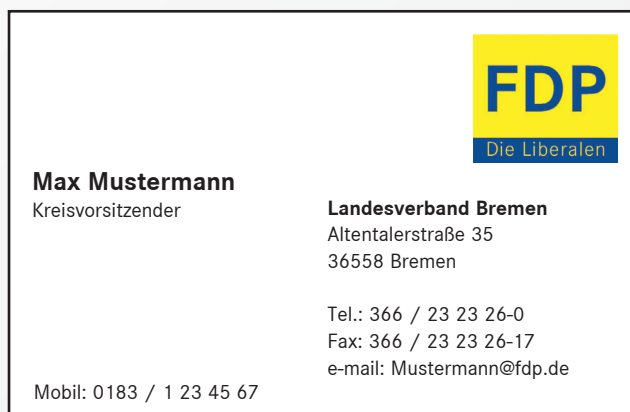 FDP
Die Liberalen
Max Mustermann
Kreisvorsitzender
Landesverband Bremen
Altentalerstraße 35
36558 Bremen
Tel.: 366 / 23 23 26-0
Fax: 366 / 23 23 26-17
e-mail: Mustermann@fdp.de
Mobil: 0183 / 1 23 45 67